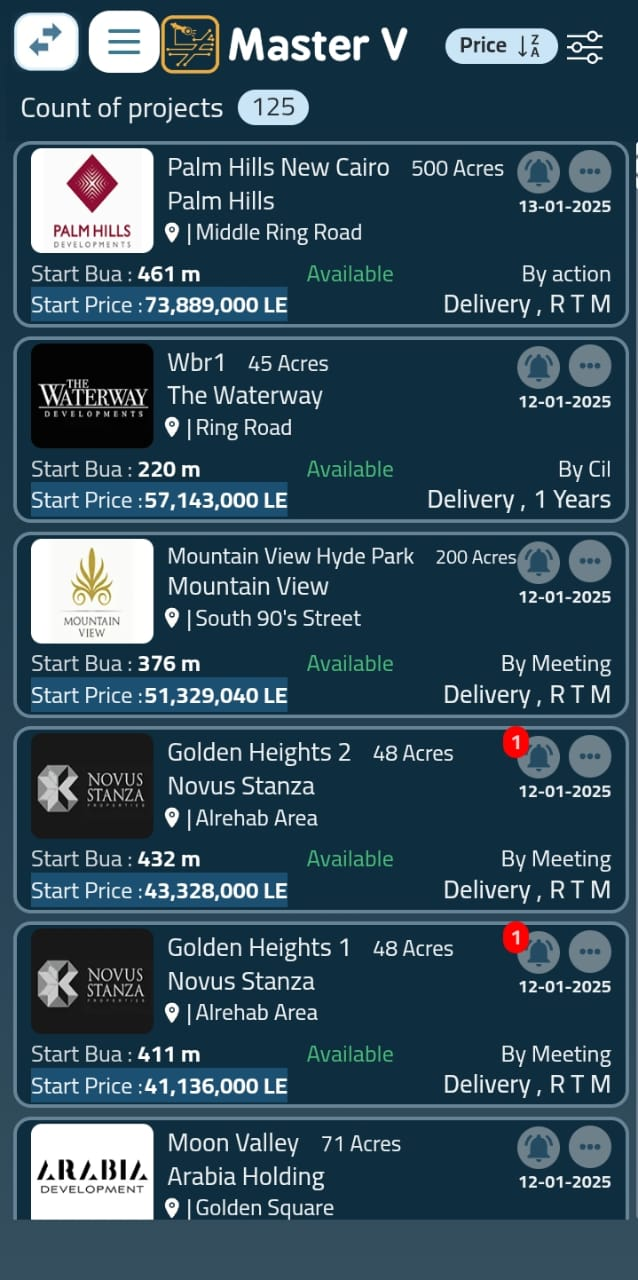 Master V
Price ↓ Z A
Count of projects 125
PALM HILLS
DEVELOPMENTS
Palm Hills New Cairo 500 Acres
Palm Hills
| Middle Ring Road
13-01-2025
Start Bua : 461 m Available By action
Start Price : 73,889,000 LE Delivery , R T M
THE
WATERWAY
DEVELOPMENTS
Wbr1 45 Acres
The Waterway
| Ring Road
12-01-2025
Start Bua : 220 m Available By Cil
Start Price : 57,143,000 LE Delivery , 1 Years
MOUNTAIN
VIEW
Mountain View Hyde Park 200 Acres
Mountain View
| South 90's Street
12-01-2025
Start Bua : 376 m Available By Meeting
Start Price : 51,329,040 LE Delivery , R T M
NOVUS
STANZA
PROPERTIES
Golden Heights 2 48 Acres
Novus Stanza
| Alrehab Area
1
12-01-2025
Start Bua : 432 m Available By Meeting
Start Price : 43,328,000 LE Delivery , R T M
NOVUS
STANZA
PROPERTIES
Golden Heights 1 48 Acres
Novus Stanza
| Alrehab Area
1
12-01-2025
Start Bua : 411 m Available By Meeting
Start Price : 41,136,000 LE Delivery , R T M
ARABIA
DEVELOPMENT
Moon Valley 71 Acres
Arabia Holding
| Golden Square
12-01-2025